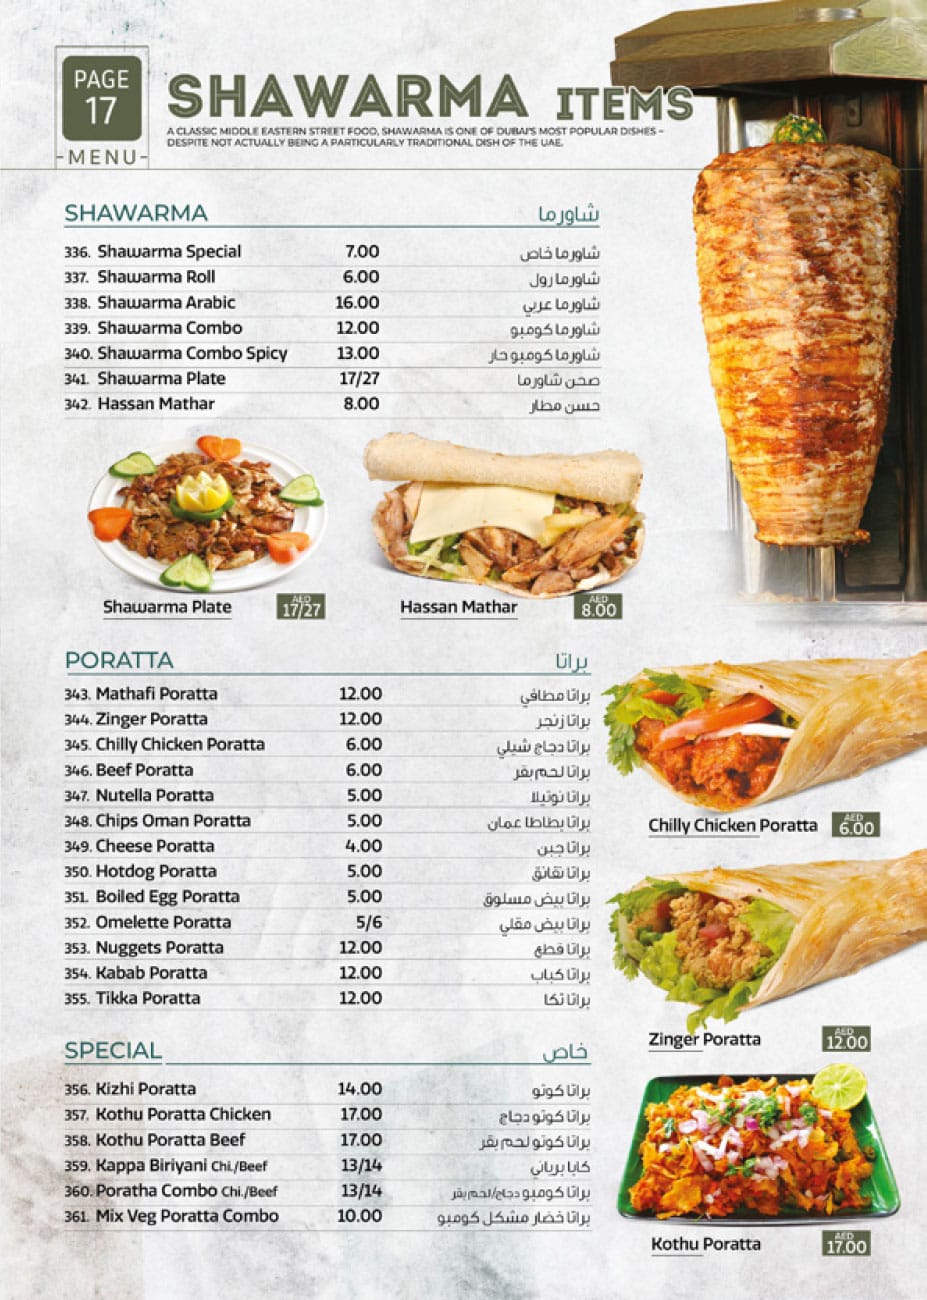 PAGE
17
-MENU-
SHAWARMA ITEMS
A CLASSIC MIDDLE EASTERN STREET FOOD, SHAWARMA IS ONE OF DUBAI'S MOST POPULAR DISHES –
DESPITE NOT ACTUALLY BEING A PARTICULARLY TRADITIONAL DISH OF THE UAE.
SHAWARMA شاورما
336. Shawarma Special 7.00 شاورما خاص
337. Shawarma Roll 6.00 شاورما رول
338. Shawarma Arabic 16.00 شاورما عربي
339. Shawarma Combo 12.00 شاورما كومبو
340. Shawarma Combo Spicy 13.00 شاورما كومبو حار
341. Shawarma Plate 17/27 صحن شاورما
342. Hassan Mathar 8.00 حسن مطار
Shawarma Plate AED 17/27
Hassan Mathar AED 8.00
PORATTA براتا
343. Mathafi Poratta 12.00 براتا مطافي
344. Zinger Poratta 12.00 براتا زنجر
345. Chilly Chicken Poratta 6.00 براتا دجاج شيلي
346. Beef Poratta 6.00 براتا لحم بقر
347. Nutella Poratta 5.00 براتا نوتيلا
348. Chips Oman Poratta 5.00 براتا بطاطا عمان
349. Cheese Poratta 4.00 براتا جبن
350. Hotdog Poratta 5.00 براتا نقانق
351. Boiled Egg Poratta 5.00 براتا بيض مسلوق
352. Omelette Poratta 5/6 براتا بيض مقلي
353. Nuggets Poratta 12.00 براتا قطع
354. Kabab Poratta 12.00 براتا كباب
355. Tikka Poratta 12.00 براتا تكا
Chilly Chicken Poratta AED 6.00
Zinger Poratta AED 12.00
SPECIAL خاص
356. Kizhi Poratta 14.00 براتا كوتو
357. Kothu Poratta Chicken 17.00 براتا كوتو دجاج
358. Kothu Poratta Beef 17.00 براتا كوتو لحم بقر
359. Kappa Biriyani Chi./Beef 13/14 كابا برياني
360. Poratha Combo Chi./Beef 13/14 براتا كومبو دجاج/لحم بقر
361. Mix Veg Poratta Combo 10.00 براتا خضار مشكل كومبو
Kothu Poratta AED 17.00